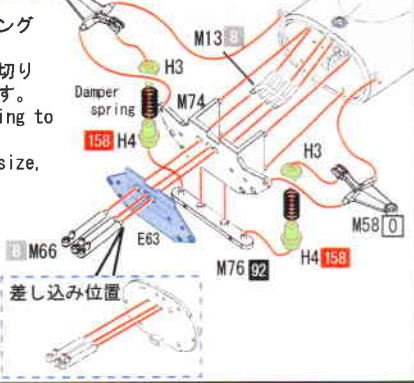 ング
切り
す。
ing to
size,
M13 8
H3
Damper
spring
M74
158 H4
H3
M58 0
8 M66
E63
M76 92
H4 158
差し込み位置